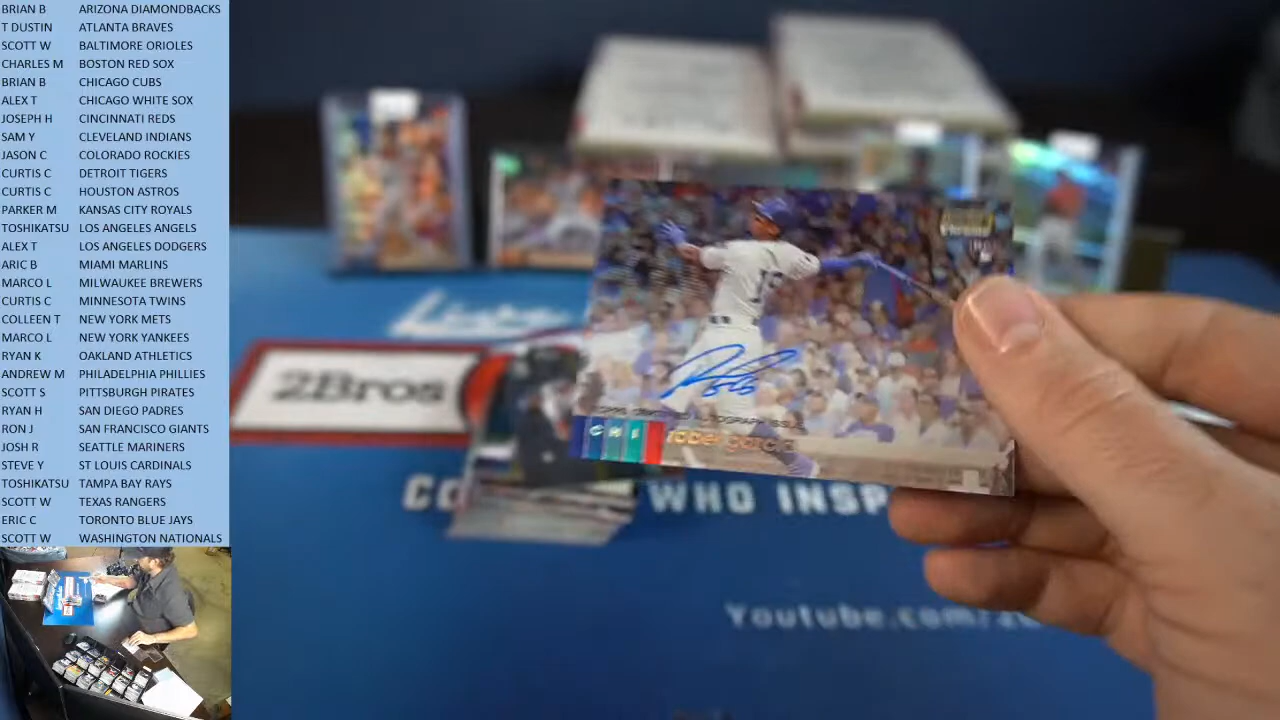 BRIAN B ARIZONA DIAMONDBACKS
T DUSTIN ATLANTA BRAVES
SCOTT W BALTIMORE ORIOLES
CHARLES M BOSTON RED SOX
BRIAN B CHICAGO CUBS
ALEX T CHICAGO WHITE SOX
JOSEPH H CINCINNATI REDS
SAM Y CLEVELAND INDIANS
JASON C COLORADO ROCKIES
CURTIS C DETROIT TIGERS
CURTIS C HOUSTON ASTROS
PARKER M KANSAS CITY ROYALS
TOSHIKATSU LOS ANGELES ANGELS
ALEX T LOS ANGELES DODGERS
ARIC B MIAMI MARLINS
MARCO L MILWAUKEE BREWERS
CURTIS C MINNESOTA TWINS
COLLEEN T NEW YORK METS
MARCO L NEW YORK YANKEES
RYAN K OAKLAND ATHLETICS
ANDREW M PHILADELPHIA PHILLIES
SCOTT S PITTSBURGH PIRATES
RYAN H SAN DIEGO PADRES
RON J SAN FRANCISCO GIANTS
JOSH R SEATTLE MARINERS
STEVE Y ST LOUIS CARDINALS
TOSHIKATSU TAMPA BAY RAYS
SCOTT W TEXAS RANGERS
ERIC C TORONTO BLUE JAYS
SCOTT W WASHINGTON NATIONALS
2Bros
robel garcia
WHO INSP
Youtube.com/2